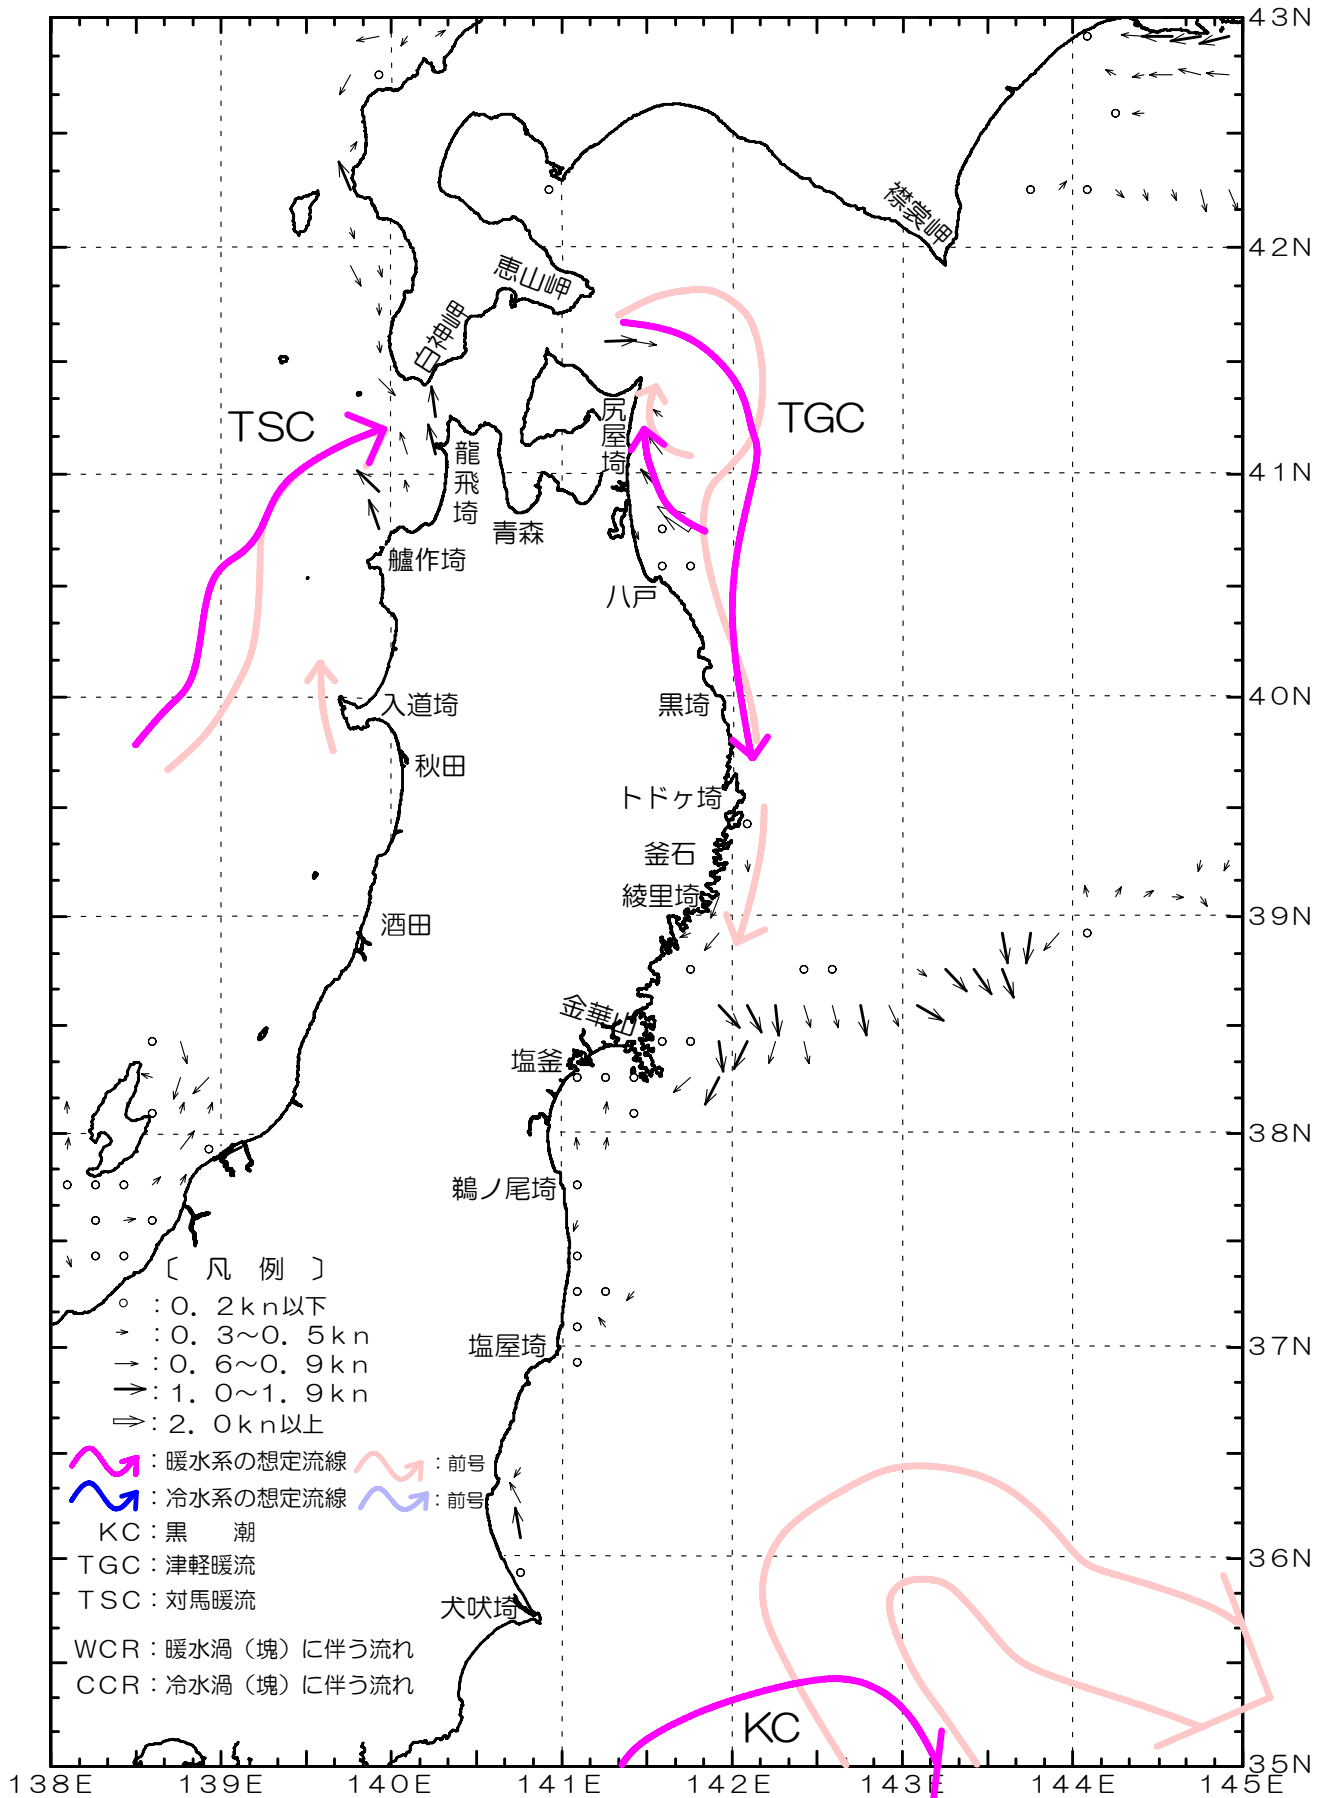 43N
襟裳岬
42N
恵山岬
白神岬
TSC
尻屋埼
TGC
龍飛埼
41N
青森
艫作埼
八戸
入道埼
黒埼
40N
秋田
トドヶ埼
釜石
綾里埼
酒田
39N
金華山
塩釜
38N
鵜ノ尾埼
〔 凡 例 〕
：0．2kn以下
：0．3～0．5kn
：0．6～0．9kn
：1．0～1．9kn
：2．0kn以上
塩屋埼
37N
：暖水系の想定流線
：前号
：冷水系の想定流線
：前号
KC：黒　潮
TGC：津軽暖流
TSC：対馬暖流
36N
犬吠埼
WCR：暖水渦（塊）に伴う流れ
CCR：冷水渦（塊）に伴う流れ
KC
35N
138E 139E 140E 141E 142E 143E 144E 145E